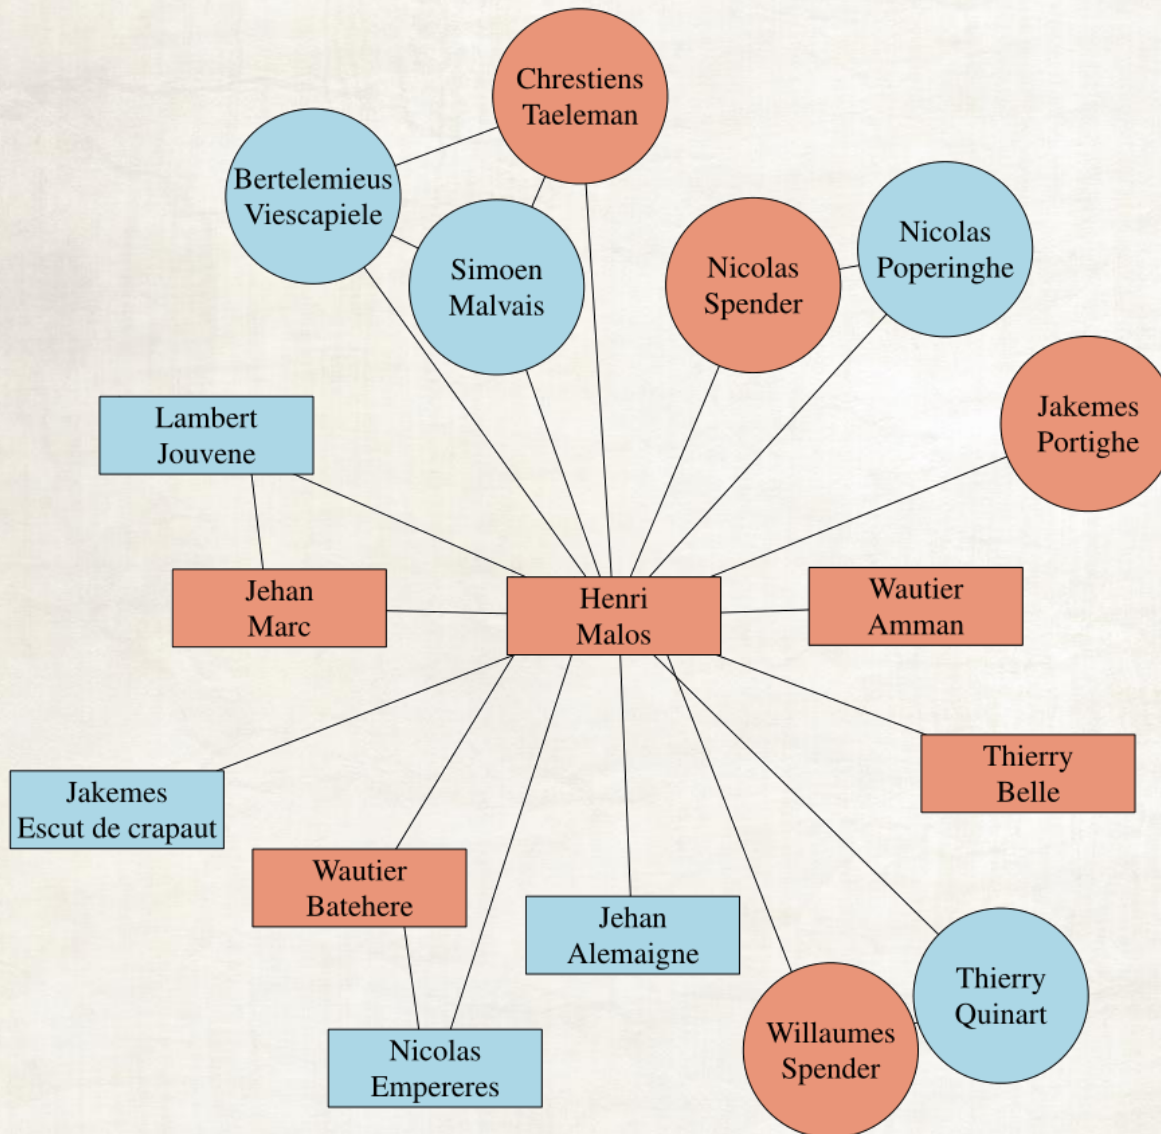 Chrestiens
Taeleman
Bertelemieus
Viescapiele
Simoen
Malvais
Nicolas
Spender
Nicolas
Poperinghe
Jakemes
Portighe
Lambert
Jouvene
Jehan
Marc
Henri
Malos
Wautier
Amman
Thierry
Belle
Jakemes
Escut de crapaut
Wautier
Batehere
Jehan
Alemaigne
Thierry
Quinart
Willaumes
Spender
Nicolas
Empereres